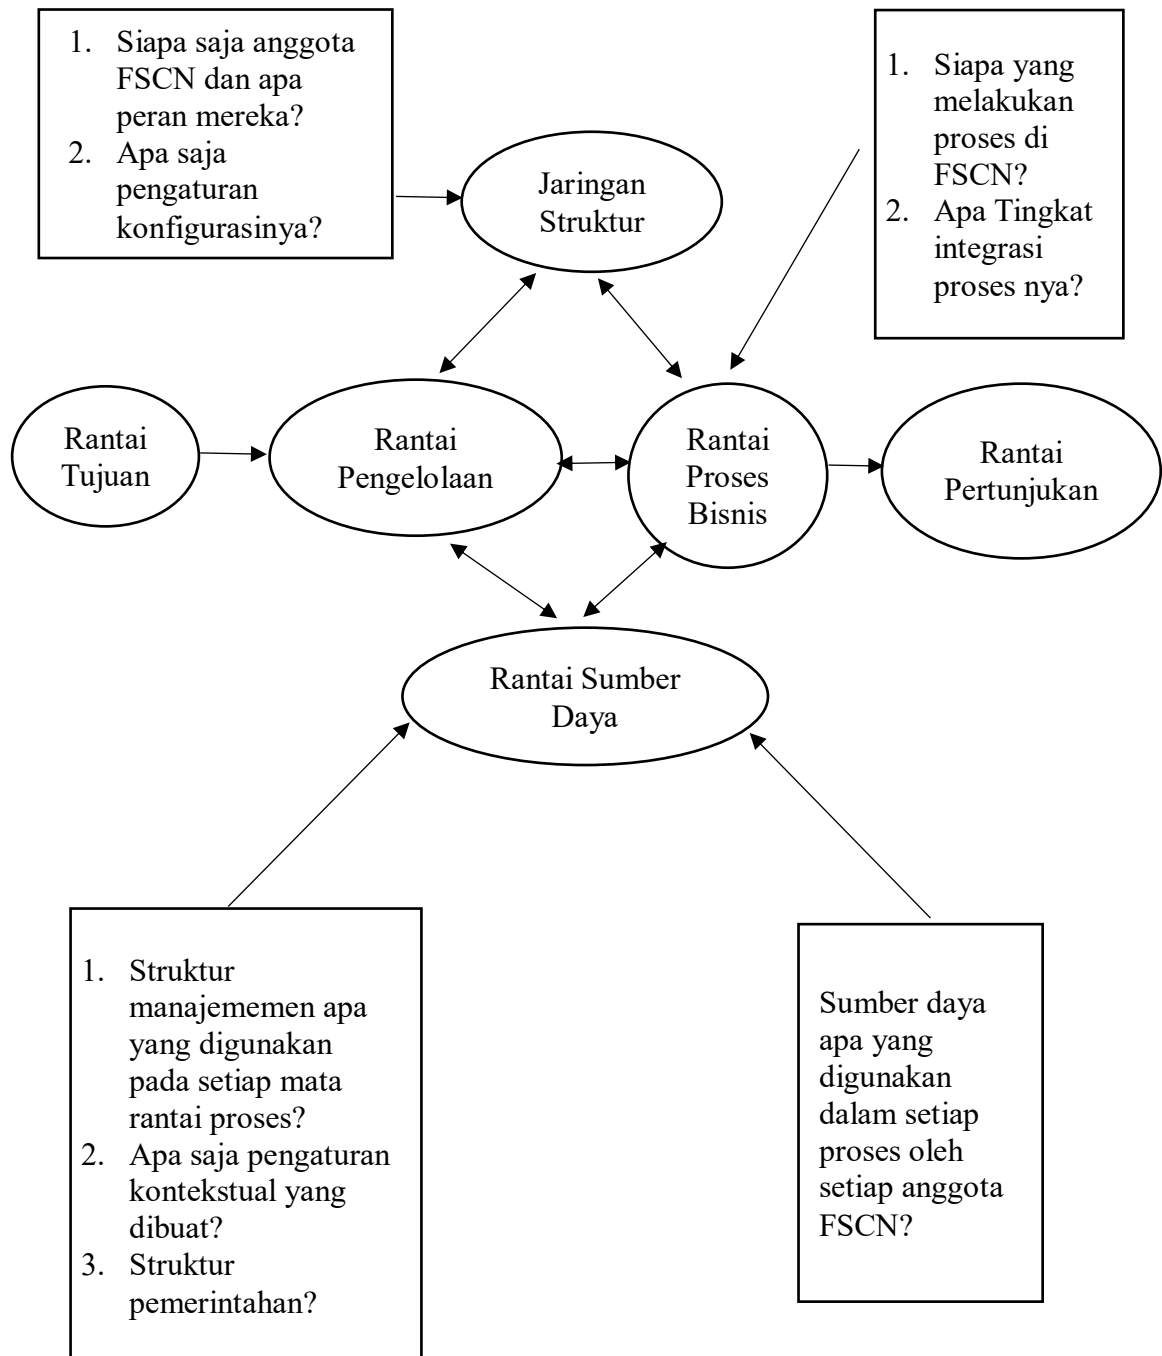 1. Siapa saja anggota
FSCN dan apa
peran mereka?
2. Apa saja
pengaturan
konfigurasinya?
1. Siapa yang
melakukan
proses di
FSCN?
2. Apa Tingkat
integrasi
proses nya?
Jaringan
Struktur
Rantai
Tujuan
Rantai
Pengelolaan
Rantai
Proses
Bisnis
Rantai
Pertunjukan
Rantai Sumber
Daya
1. Struktur
manajememen apa
yang digunakan
pada setiap mata
rantai proses?
2. Apa saja pengaturan
kontekstual yang
dibuat?
3. Struktur
pemerintahan?
Sumber daya
apa yang
digunakan
dalam setiap
proses oleh
setiap anggota
FSCN?